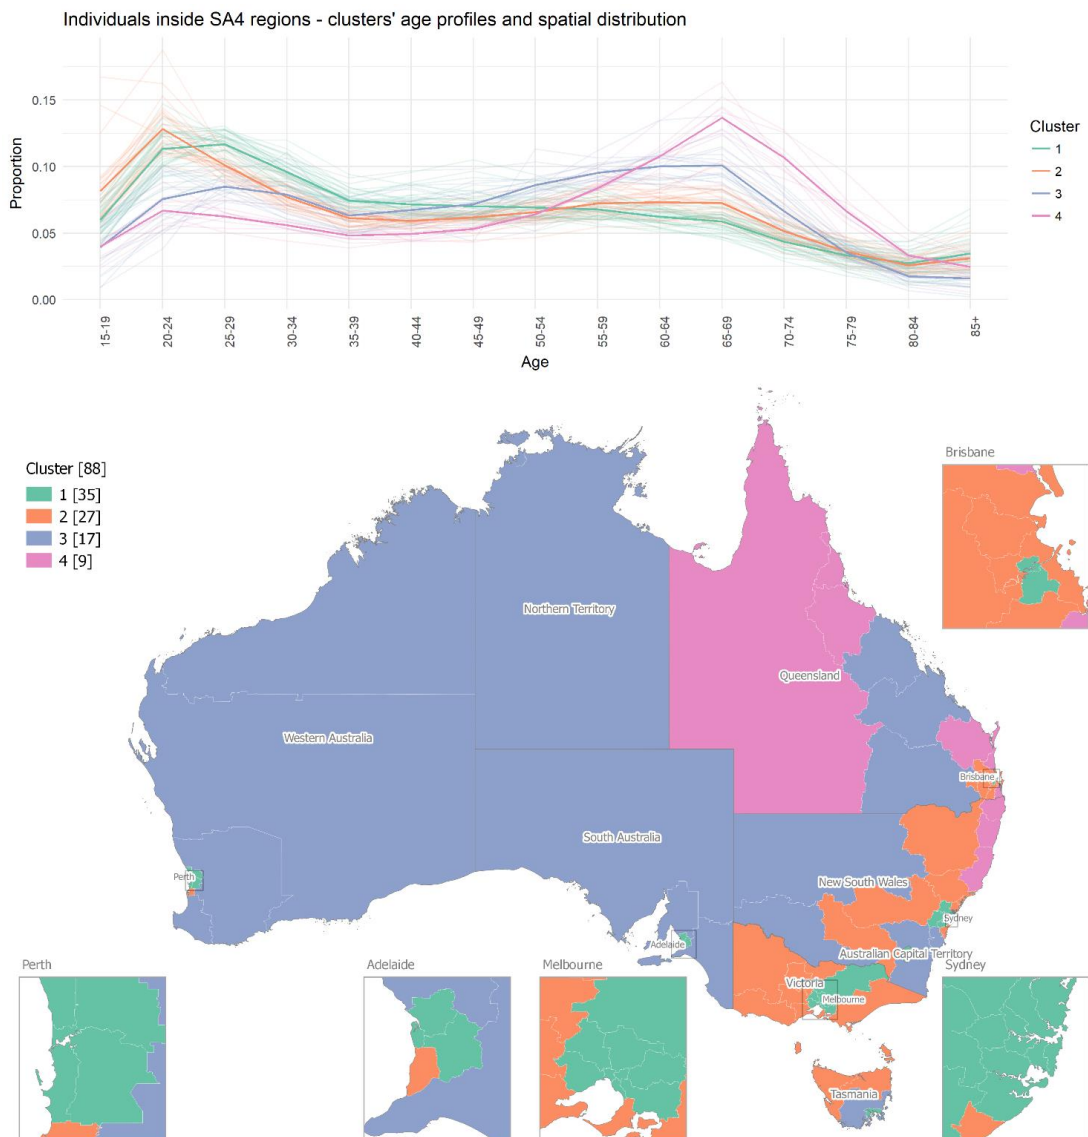 Individuals inside SA4 regions - clusters' age profiles and spatial distribution
0.15
0.10
0.05
0.00
Proportion
15-19
20-24
25-29
30-34
35-39
40-44
45-49
50-54
55-59
60-64
65-69
70-74
75-79
80-84
85+
Age
Cluster
1
2
3
4
Cluster [88]
1 [35]
2 [27]
3 [17]
4 [9]
Brisbane
Northern Territory
Queensland
Western Australia
Brisbane
South Australia
Perth
New South Wales
Sydney
Adelaide
Australian Capital Territory
Perth
Adelaide
Melbourne
Victoria
Melbourne
Sydney
Tasmania